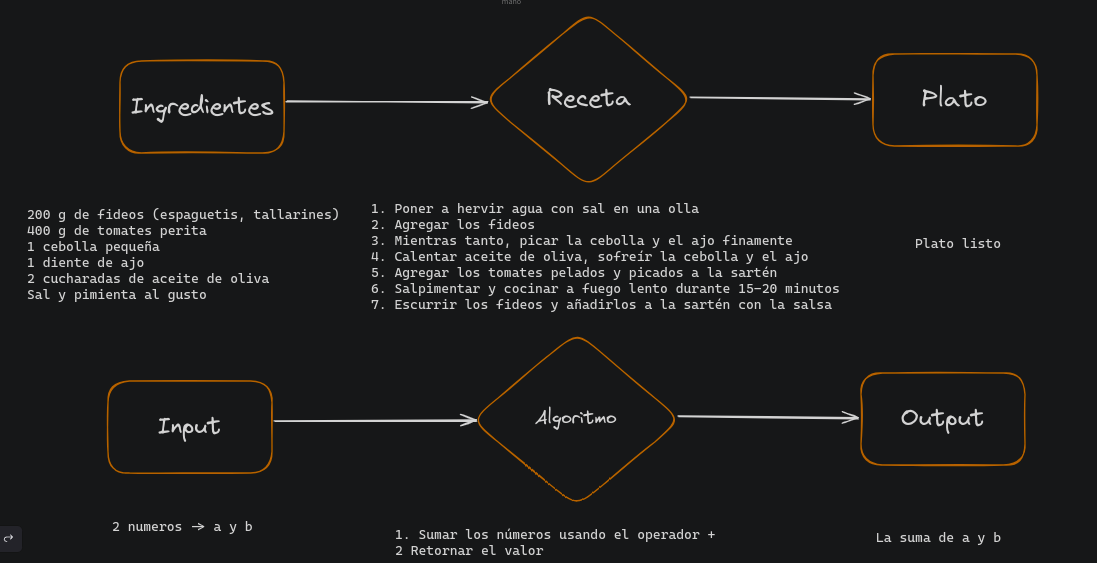 mano
Ingredientes
Receta
Plato
200 g de fideos (espaguetis, tallarines)
400 g de tomates perita
1 cebolla pequeña
1 diente de ajo
2 cucharadas de aceite de oliva
Sal y pimienta al gusto
1. Poner a hervir agua con sal en una olla
2. Agregar los fideos
3. Mientras tanto, picar la cebolla y el ajo finamente
4. Calentar aceite de oliva, sofreír la cebolla y el ajo
5. Agregar los tomates pelados y picados a la sartén
6. Salpimentar y cocinar a fuego lento durante 15-20 minutos
7. Escurrir los fideos y añadirlos a la sartén con la salsa
Plato listo
Input
Algoritmo
Output
2 numeros -> a y b
1. Sumar los números usando el operador +
2 Retornar el valor
La suma de a y b